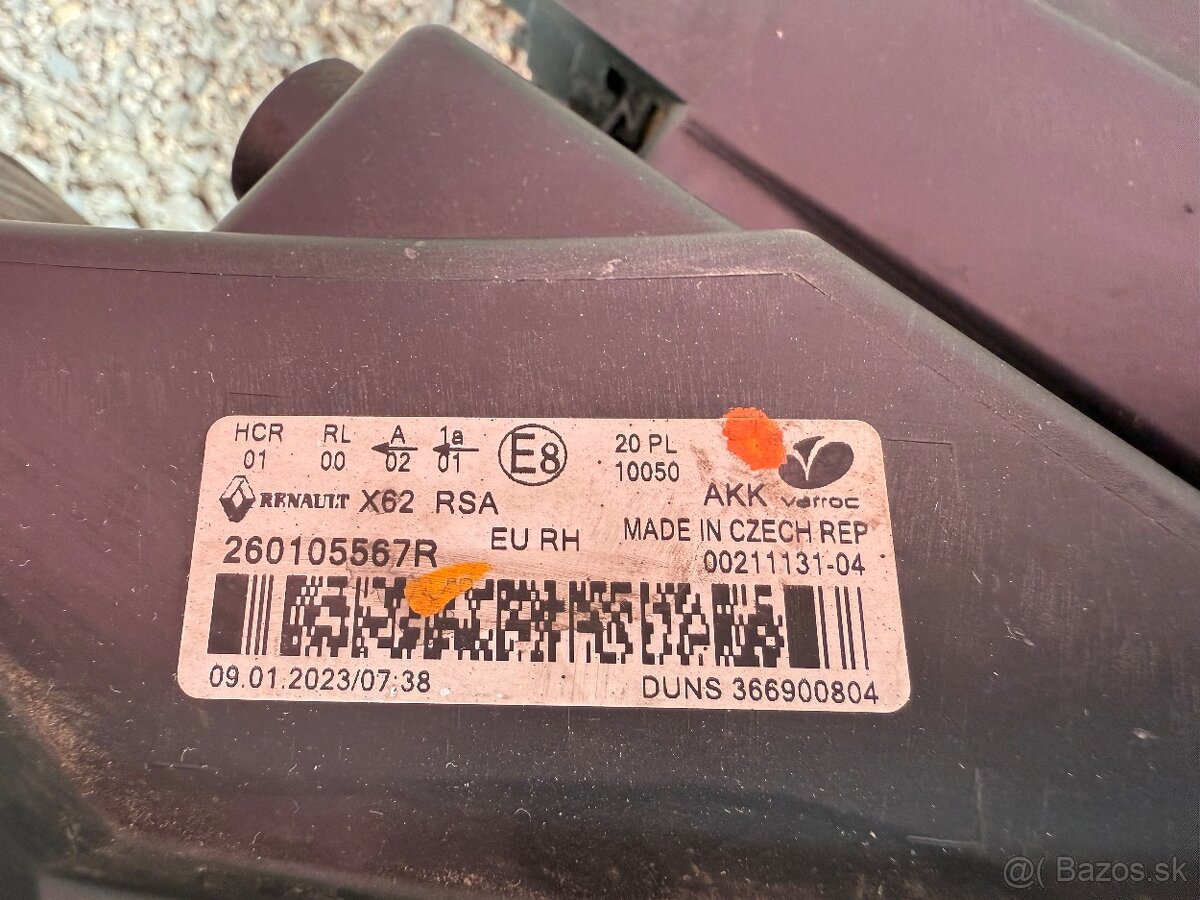 HCR RL A 1a E8 20 PL
01 00 02 01 10050
RENAULT X62 RSA AKK varroc
260105567R EU RH MADE IN CZECH REP
00211131-04
09.01.2023/07:38 DUNS 366900804
@( Bazos.sk